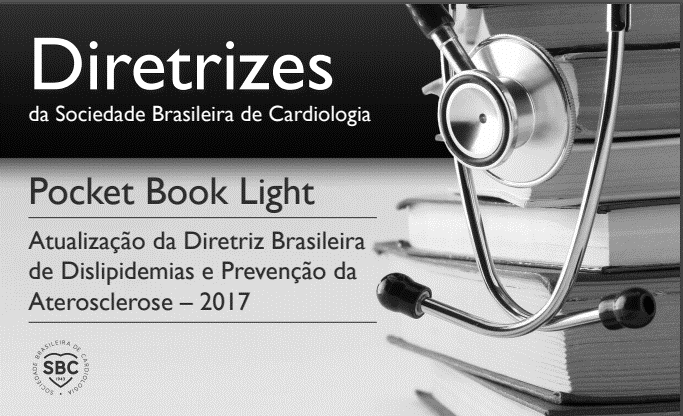 Diretrizes
da Sociedade Brasileira de Cardiologia
Pocket Book Light
Atualização da Diretriz Brasileira
de Dislipidemias e Prevenção da
Aterosclerose – 2017
SOCIEDADE BRASILEIRA DE CARDIOLOGIA
SBC
1943